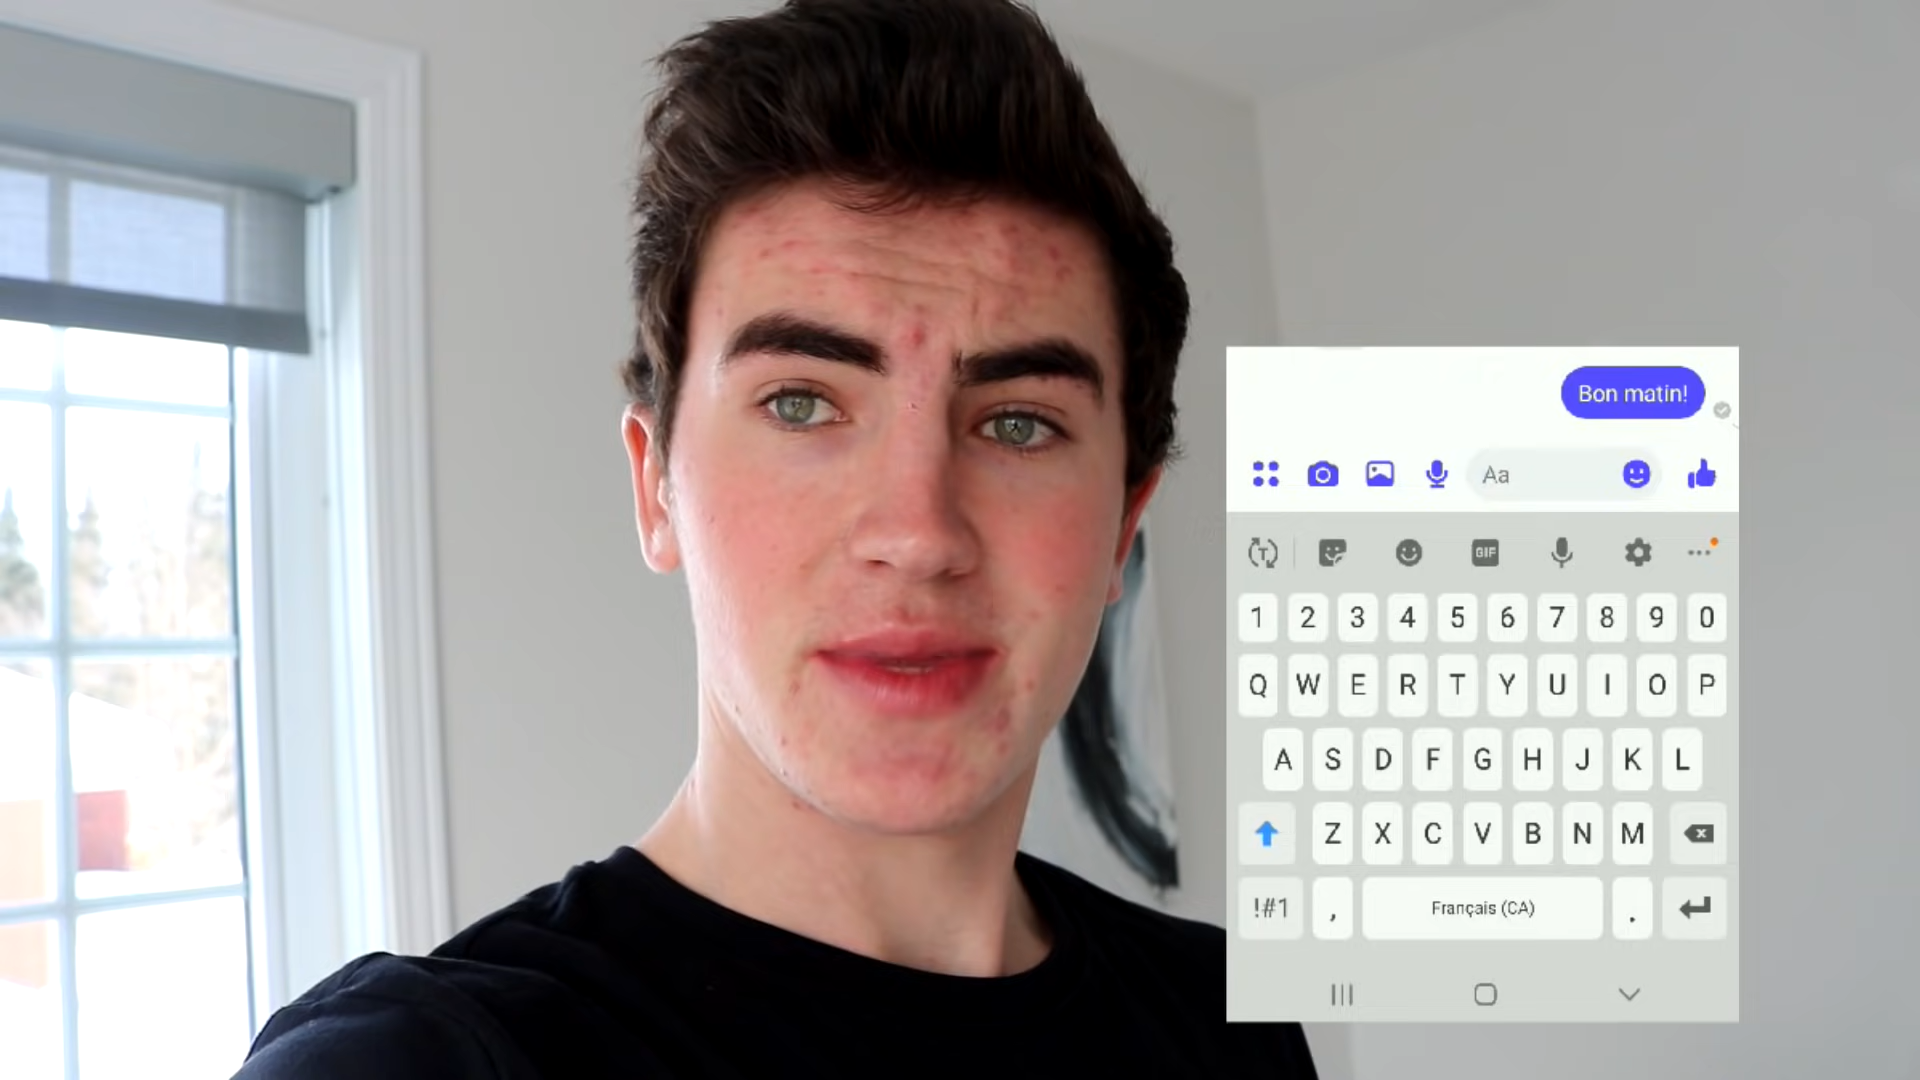 Bon matin!
Aa
GIF
1 2 3 4 5 6 7 8 9 0
Q W E R T Y U I O P
A S D F G H J K L
Z X C V B N M
!#1 , Français (CA) .